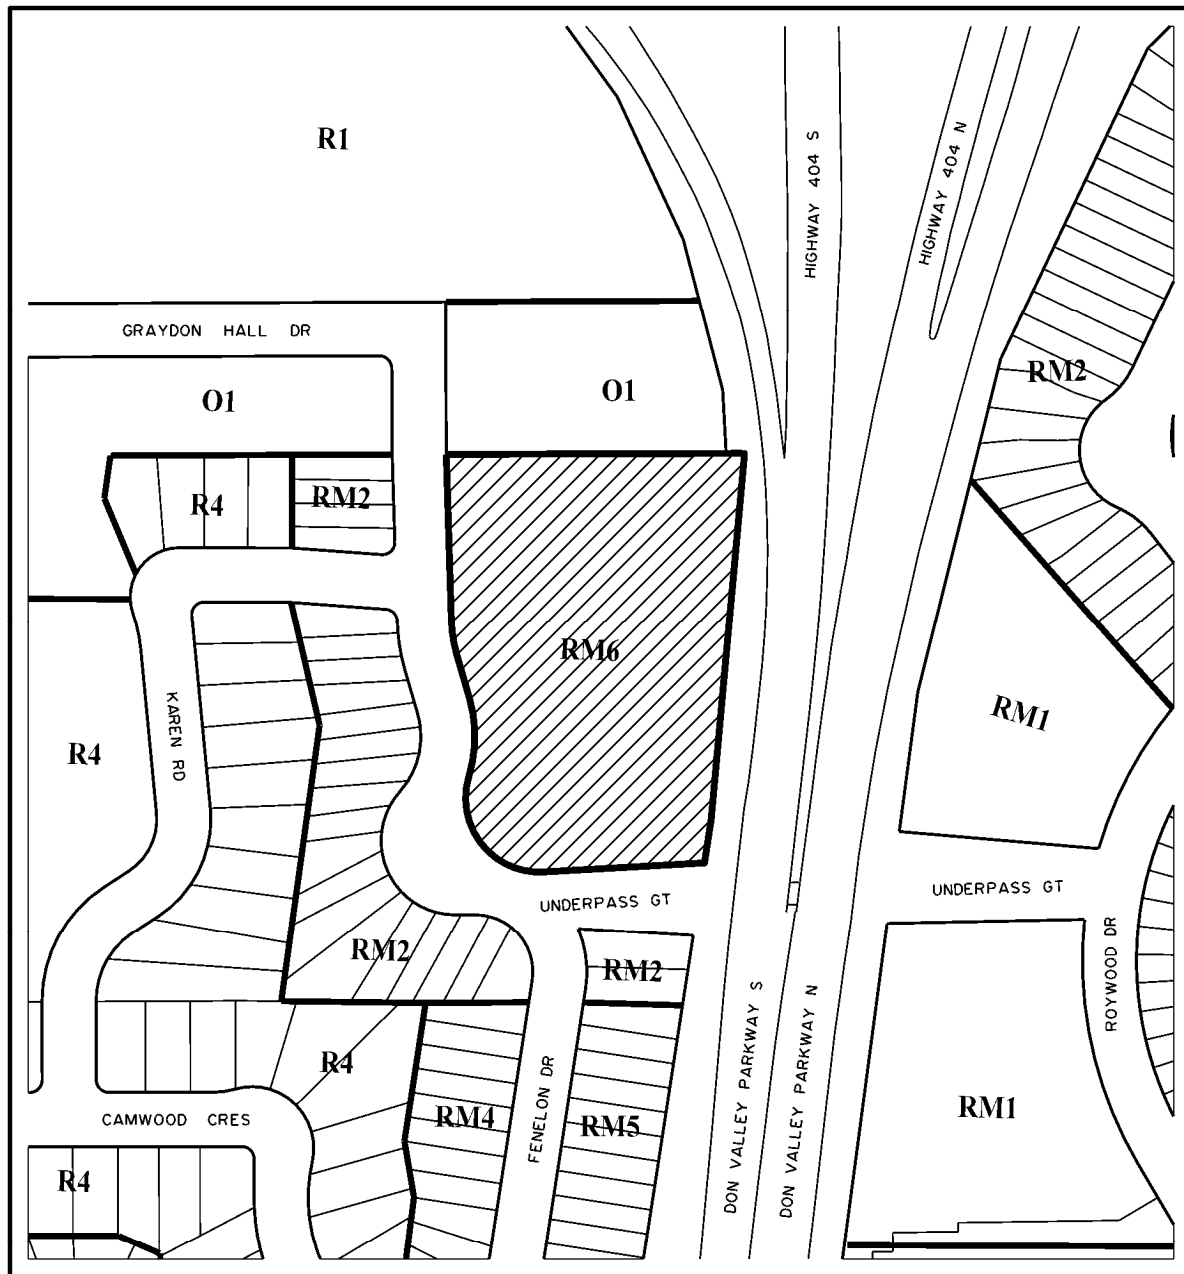 R1
HIGHWAY 404 S
HIGHWAY 404 N
GRAYDON HALL DR
O1
O1
RM2
R4
RM2
RM6
KAREN RD
R4
RM1
UNDERPASS GT
UNDERPASS GT
RM2
RM2
ROYWOOD DR
DON VALLEY PARKWAY S
DON VALLEY PARKWAY N
R4
FENELON DR
CAMWOOD CRES
RM4
RM5
RM1
R4